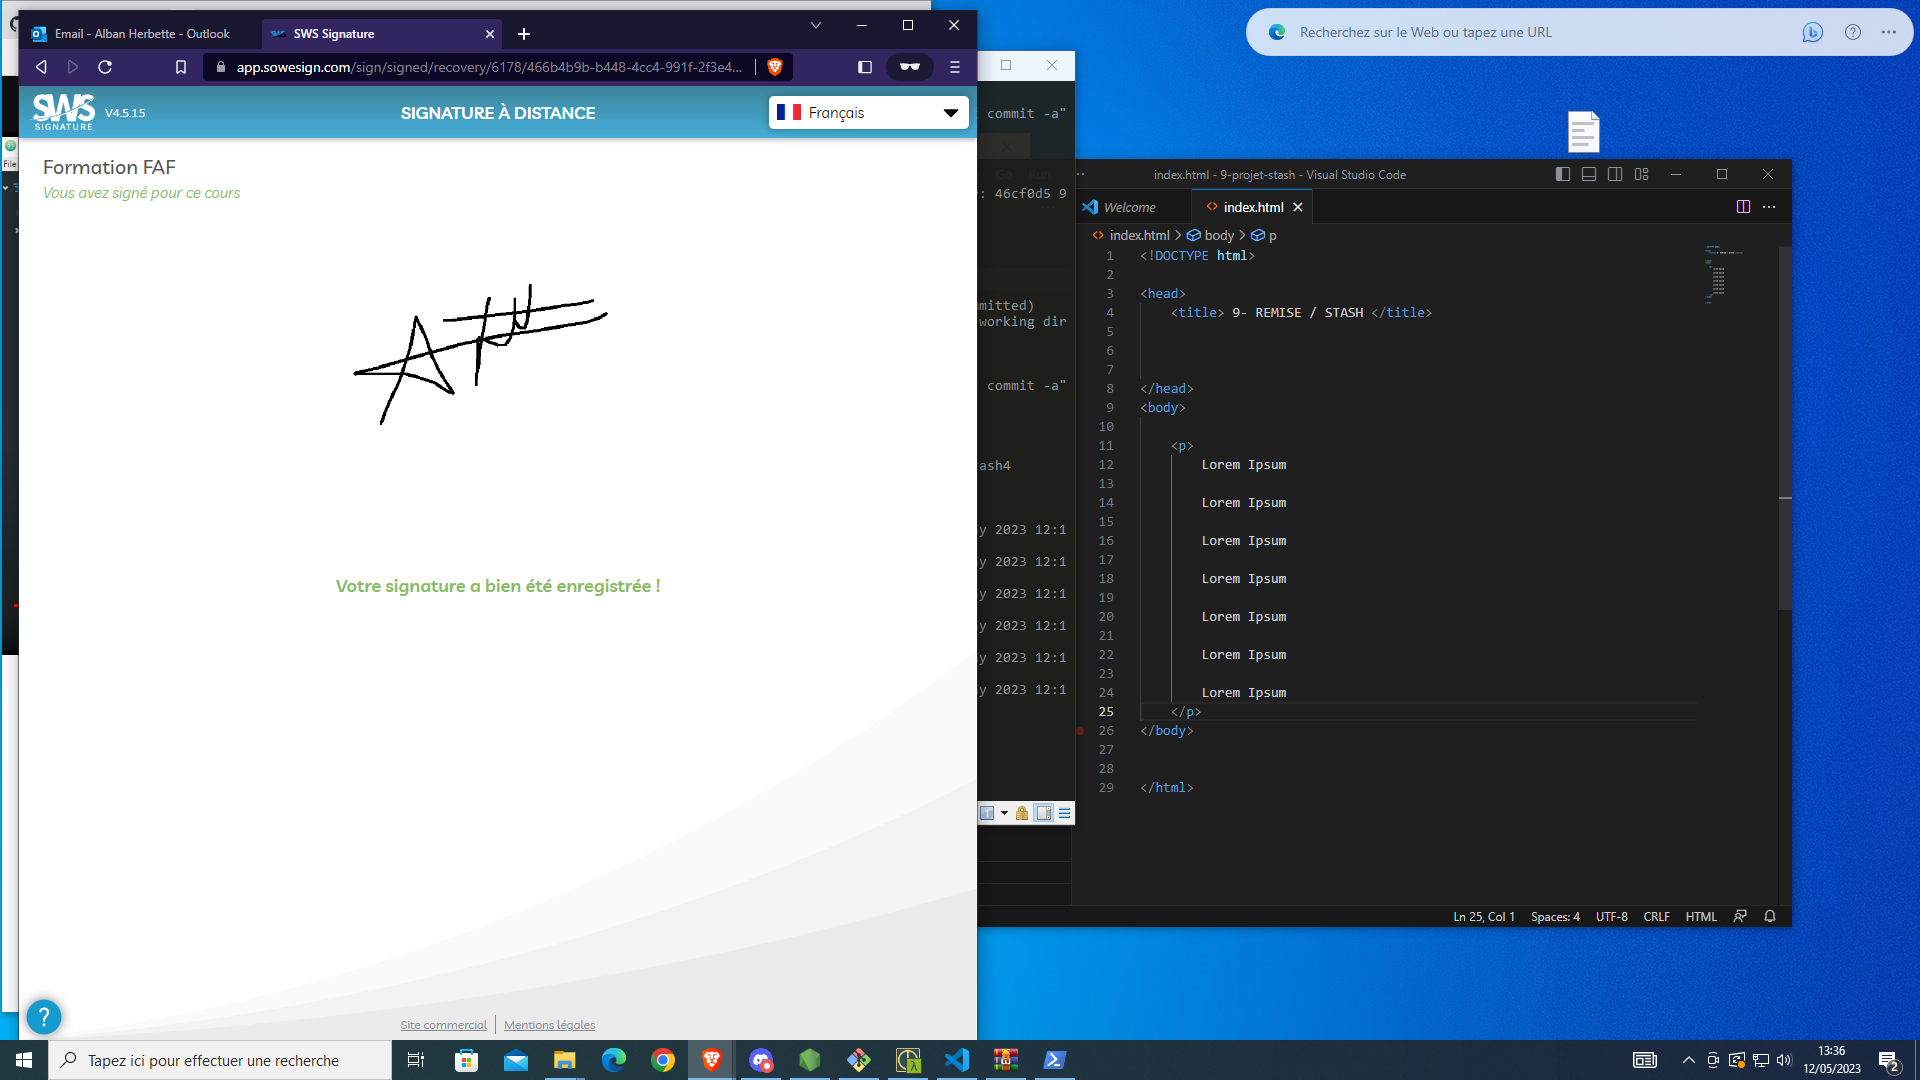 Email - Alban Herbette - Outlook
SWS Signature
app.sowesign.com/sign/signed/recovery/6178/466b4b9b-b448-4cc4-991f-2f3e4...
SWS
SIGNATURE
V4.5.15
SIGNATURE À DISTANCE
Français
File
Formation FAF
Vous avez signé pour ce cours
Votre signature a bien été enregistrée !
Site commercial
Mentions légales
?
commit -a"
: 46cf0d5 9
mitted)
working dir
commit -a"
ash4
y 2023 12:1
y 2023 12:1
y 2023 12:1
y 2023 12:1
y 2023 12:1
y 2023 12:1
Recherchez sur le Web ou tapez une URL
index.html - 9-projet-stash - Visual Studio Code
Welcome
index.html
index.html > body > p
1 <!DOCTYPE html>
2
3 <head>
4 <title> 9- REMISE / STASH </title>
5
6
7
8 </head>
9 <body>
10
11 <p>
12 Lorem Ipsum
13
14 Lorem Ipsum
15
16 Lorem Ipsum
17
18 Lorem Ipsum
19
20 Lorem Ipsum
21
22 Lorem Ipsum
23
24 Lorem Ipsum
25 </p>
26 </body>
27
28
29 </html>
Ln 25, Col 1 Spaces: 4 UTF-8 CRLF HTML
Tapez ici pour effectuer une recherche
13:36
12/05/2023
2